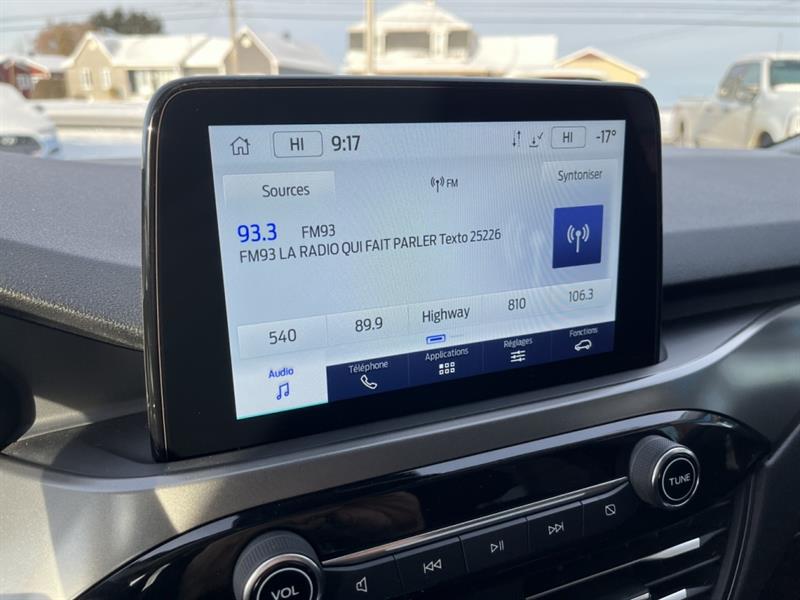 HI 9:17 HI -17°
Sources FM Syntoniser
93.3 FM93
FM93 LA RADIO QUI FAIT PARLER Texto 25226
540 89.9 Highway 810 106.3
Audio Téléphone Applications Réglages Fonctions
TUNE
VOL